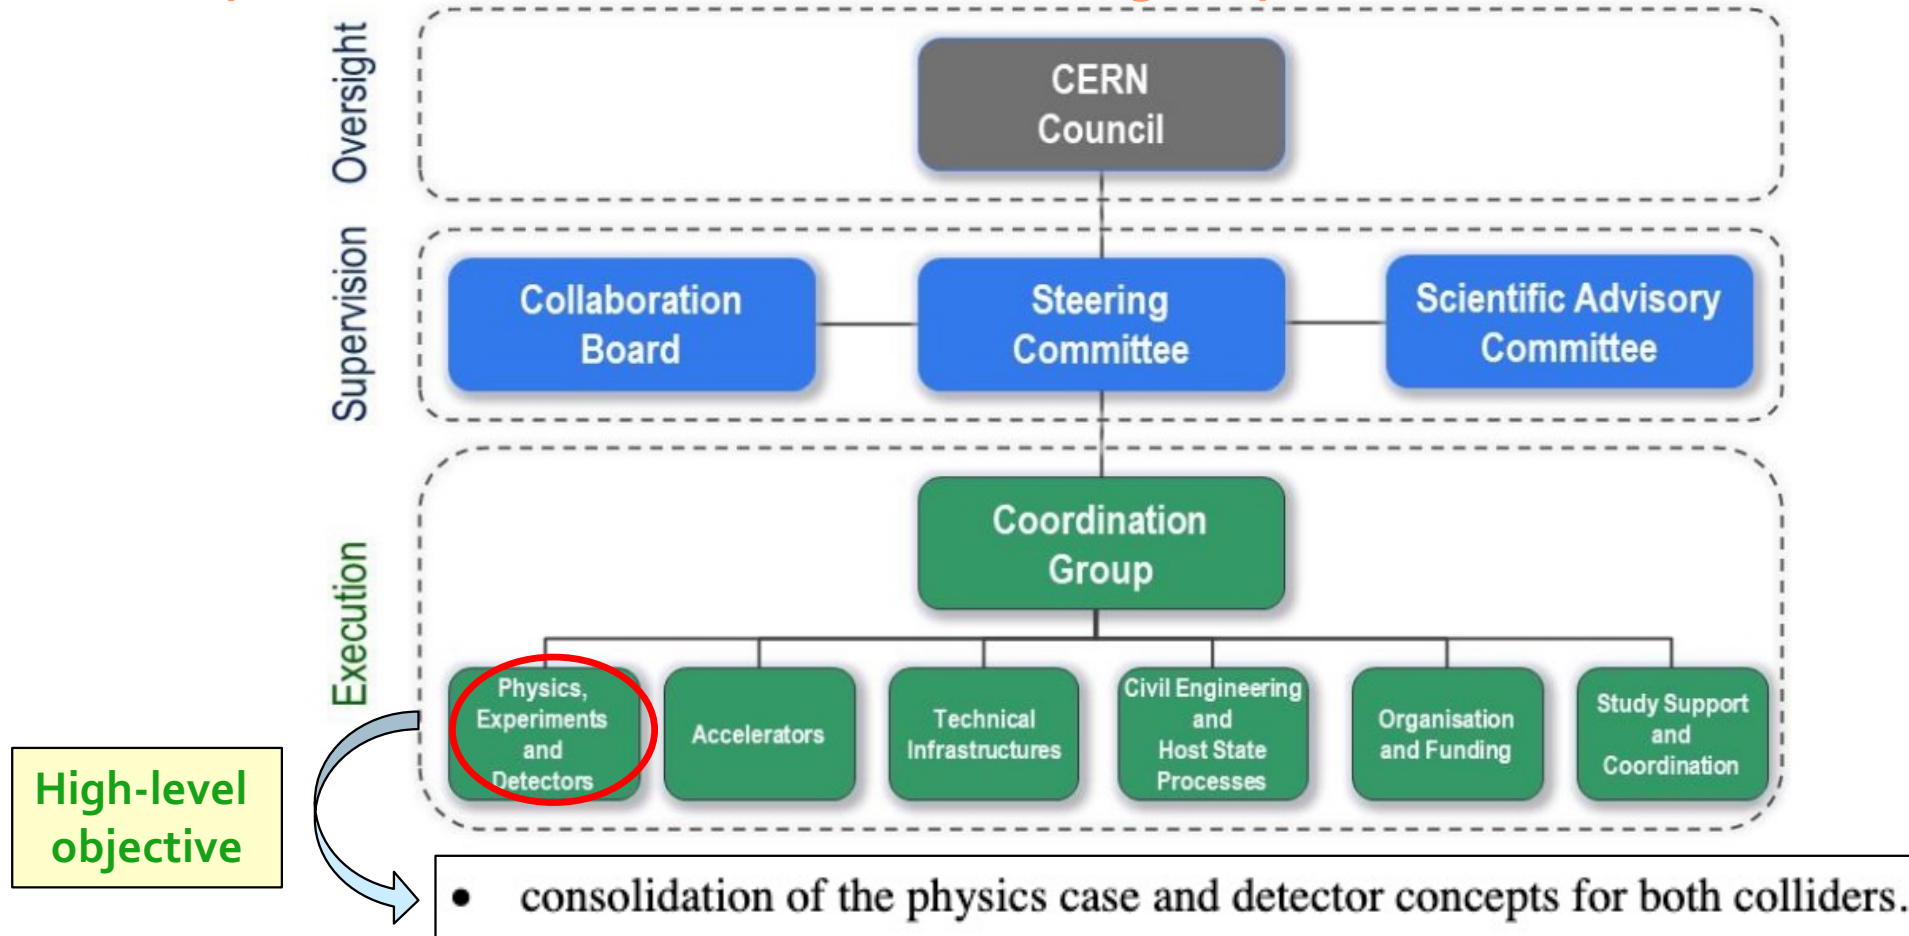 Oversight
CERN
Council
Supervision
Collaboration
Board
Steering
Committee
Scientific Advisory
Committee
Execution
Coordination
Group
Physics,
Experiments
and
Detectors
Accelerators
Technical
Infrastructures
Civil Engineering
and
Host State
Processes
Organisation
and Funding
Study Support
and
Coordination
High-level
objective
• consolidation of the physics case and detector concepts for both colliders.